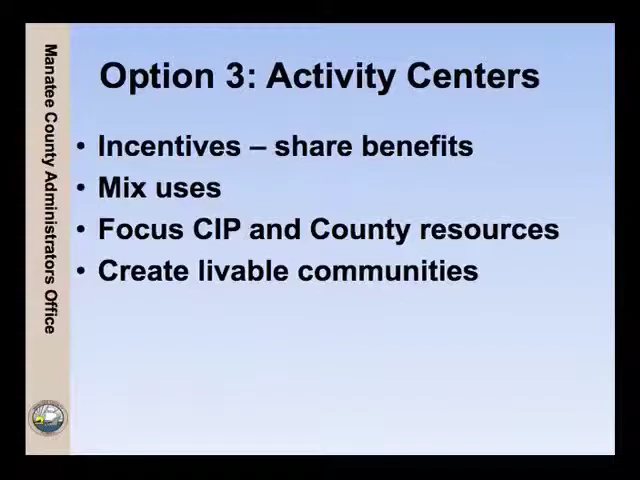 Manatee County Administrators Office
Option 3: Activity Centers
• Incentives – share benefits
• Mix uses
• Focus CIP and County resources
• Create livable communities